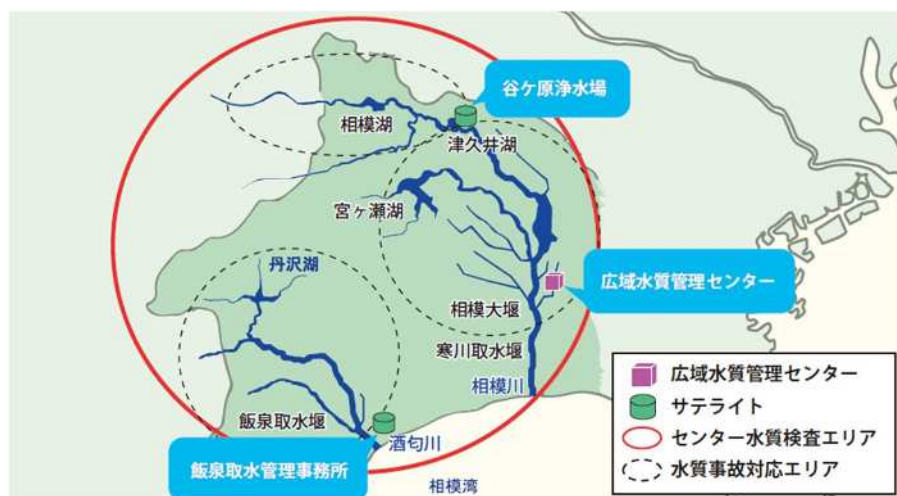 谷ケ原浄水場
相模湖
津久井湖
宮ヶ瀬湖
丹沢湖
広域水質管理センター
相模大堰
寒川取水堰
相模川
飯泉取水堰
酒匂川
飯泉取水管理事務所
相模湾
広域水質管理センター
サテライト
センター水質検査エリア
水質事故対応エリア